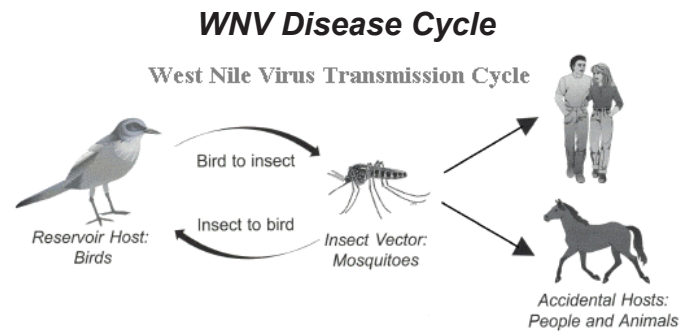 WNV Disease Cycle
West Nile Virus Transmission Cycle
Bird to insect
Insect to bird
Reservoir Host:
Birds
Insect Vector:
Mosquitoes
Accidental Hosts:
People and Animals